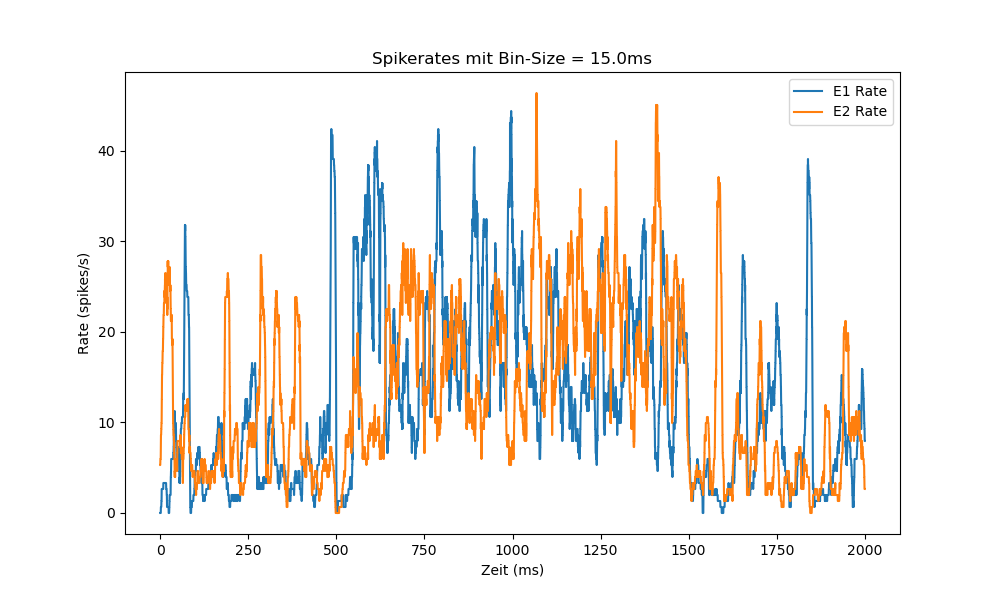 Spikerates mit Bin-Size = 15.0ms
E1 Rate
E2 Rate
40
30
20
10
0
Rate (spikes/s)
0 250 500 750 1000 1250 1500 1750 2000
Zeit (ms)